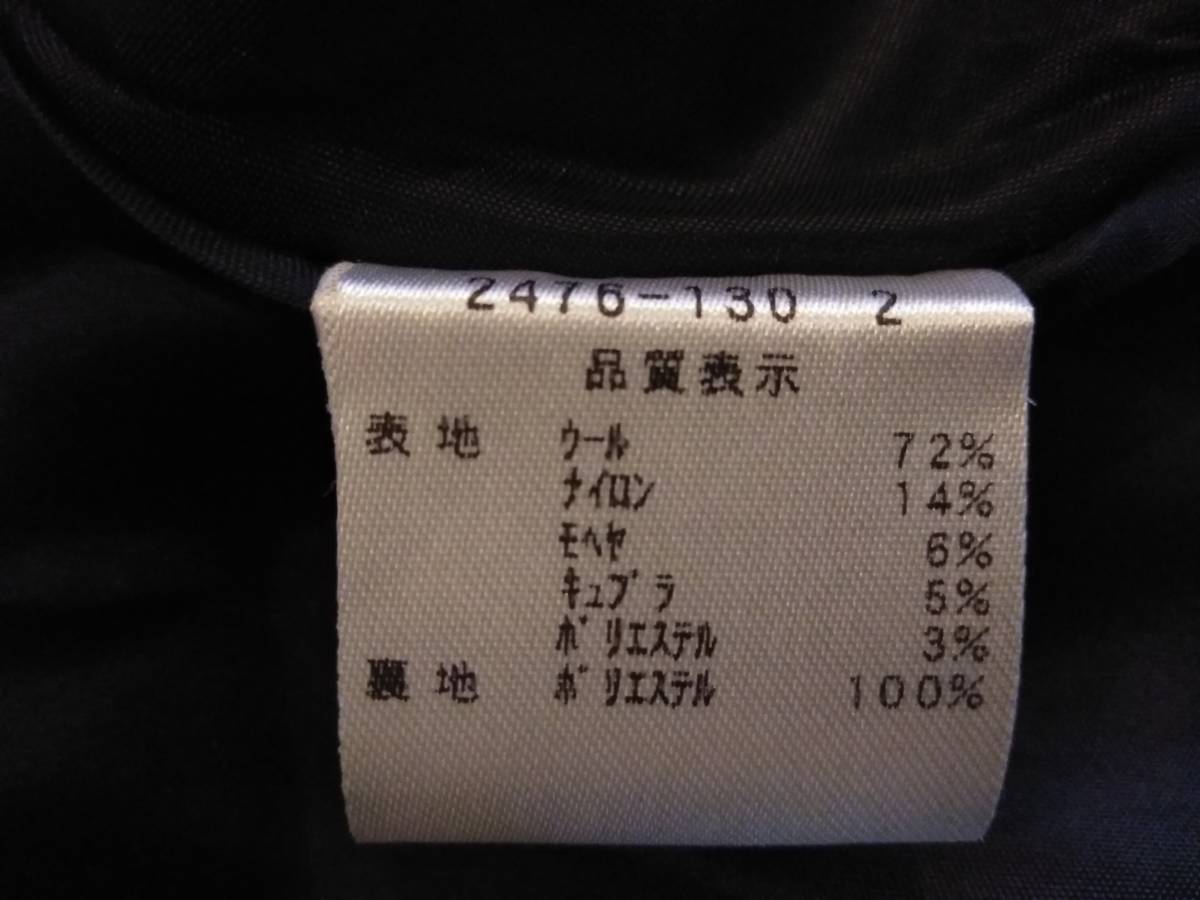 2476-130 2
品質表示
表地 ウール 72%
ナイロン 14%
モヘヤ 6%
キュプラ 5%
ポリエステル 3%
裏地 ポリエステル 100%